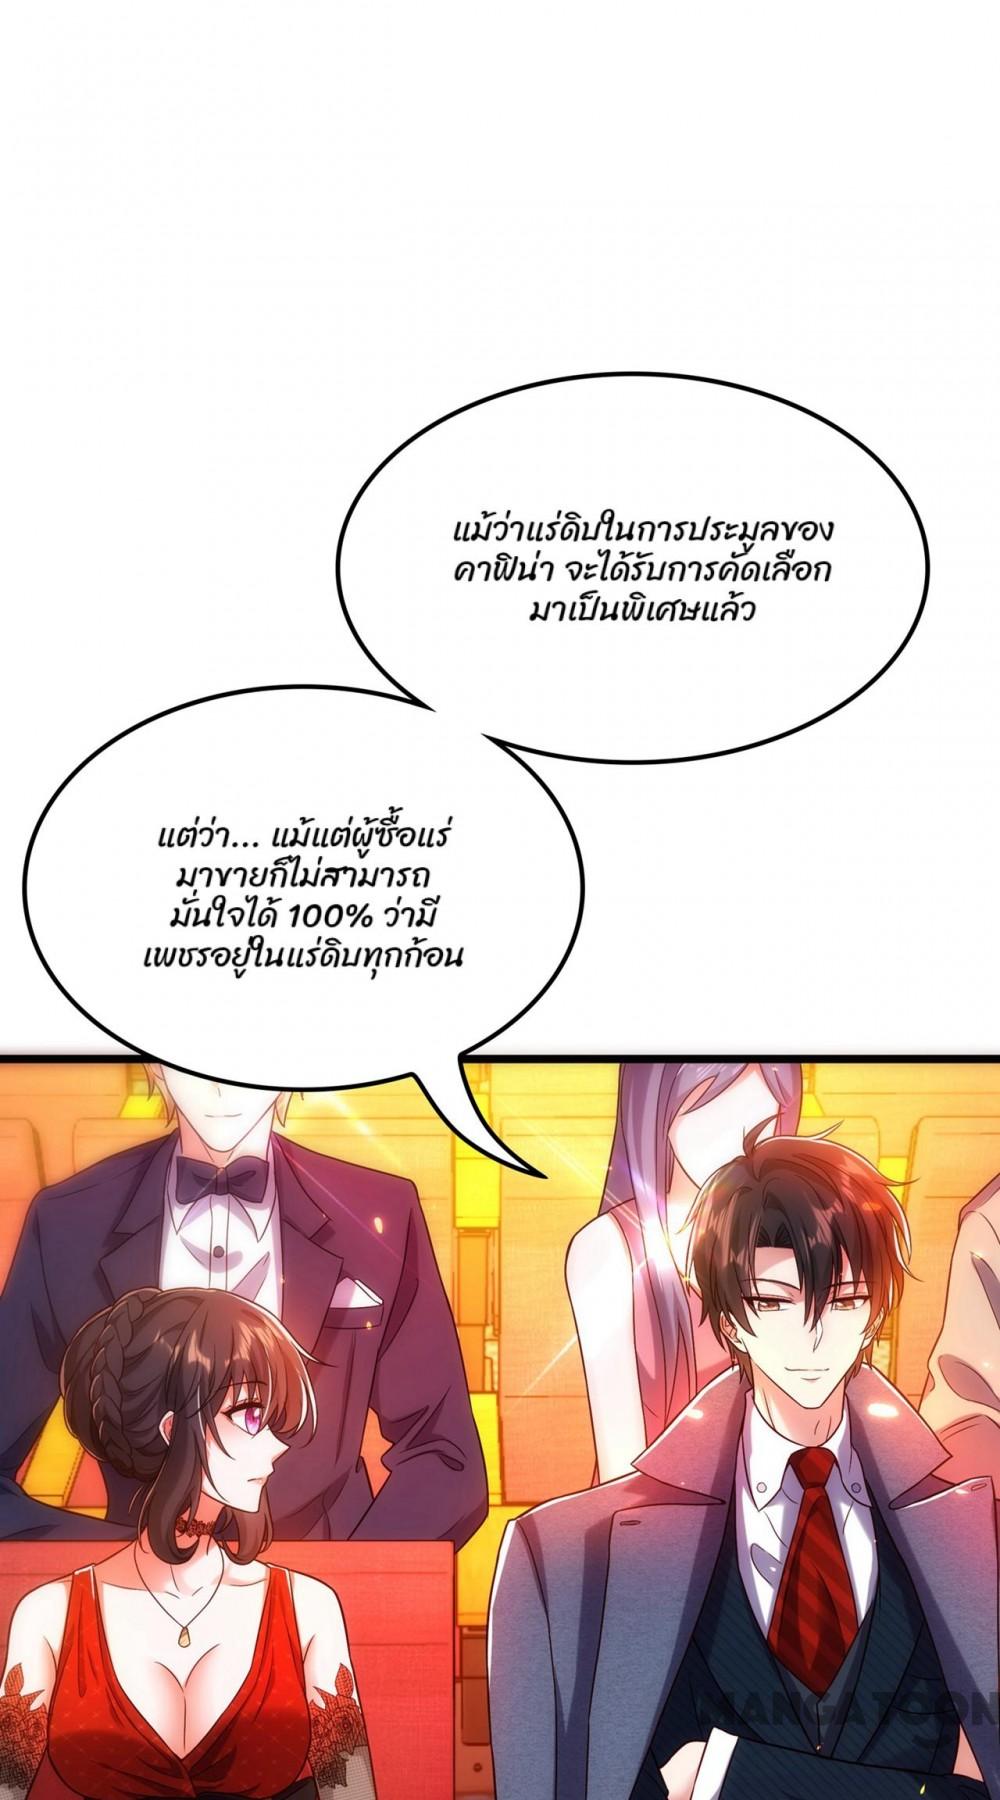 แม้ว่าแร่ดิบในการประมูลของ
คาฟิน่า จะได้รับการคัดเลือก
มาเป็นพิเศษแล้ว
แต่ว่า... แม้แต่ผู้ซื้อแร่
มาขายก็ไม่สามารถ
มั่นใจได้ 100% ว่ามี
เพชรอยู่ในแร่ดิบทุกก้อน
MANGATOON